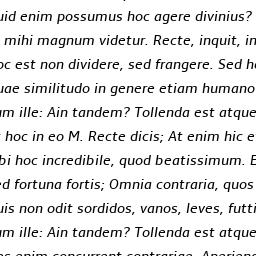 uid enim possumus hoc agere divinius?
mihi magnum videtur. Recte, inquit, in
oc est non dividere, sed frangere. Sed
uae similitudo in genere etiam humano
um ille: Ain tandem? Tollenda est atque
hoc in eo M. Recte dicis; At enim hic e
bi hoc incredibile, quod beatissimum.
ed fortuna fortis; Omnia contraria, quos
uis non odit sordidos, vanos, leves, futti
um ille: Ain tandem? Tollenda est atque
enim concurrent contrariae.